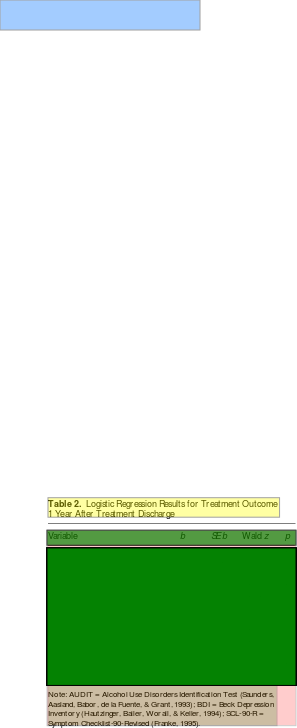 Table 2. Logistic Regression Results for Treatment Outcome
1 Year After Treatment Discharge
Variable b SE b Wald z p
Note: AUDIT = Alcohol Use Disorders Identification Test (Saunders,
Aasland, Babor, de la Fuente, & Grant, 1993); BDI = Beck Depression
Inventory (Hautzinger, Bailer, Worall, & Keller, 1994); SCL-90-R =
Symptom Checklist-90-Revised (Franke, 1995).